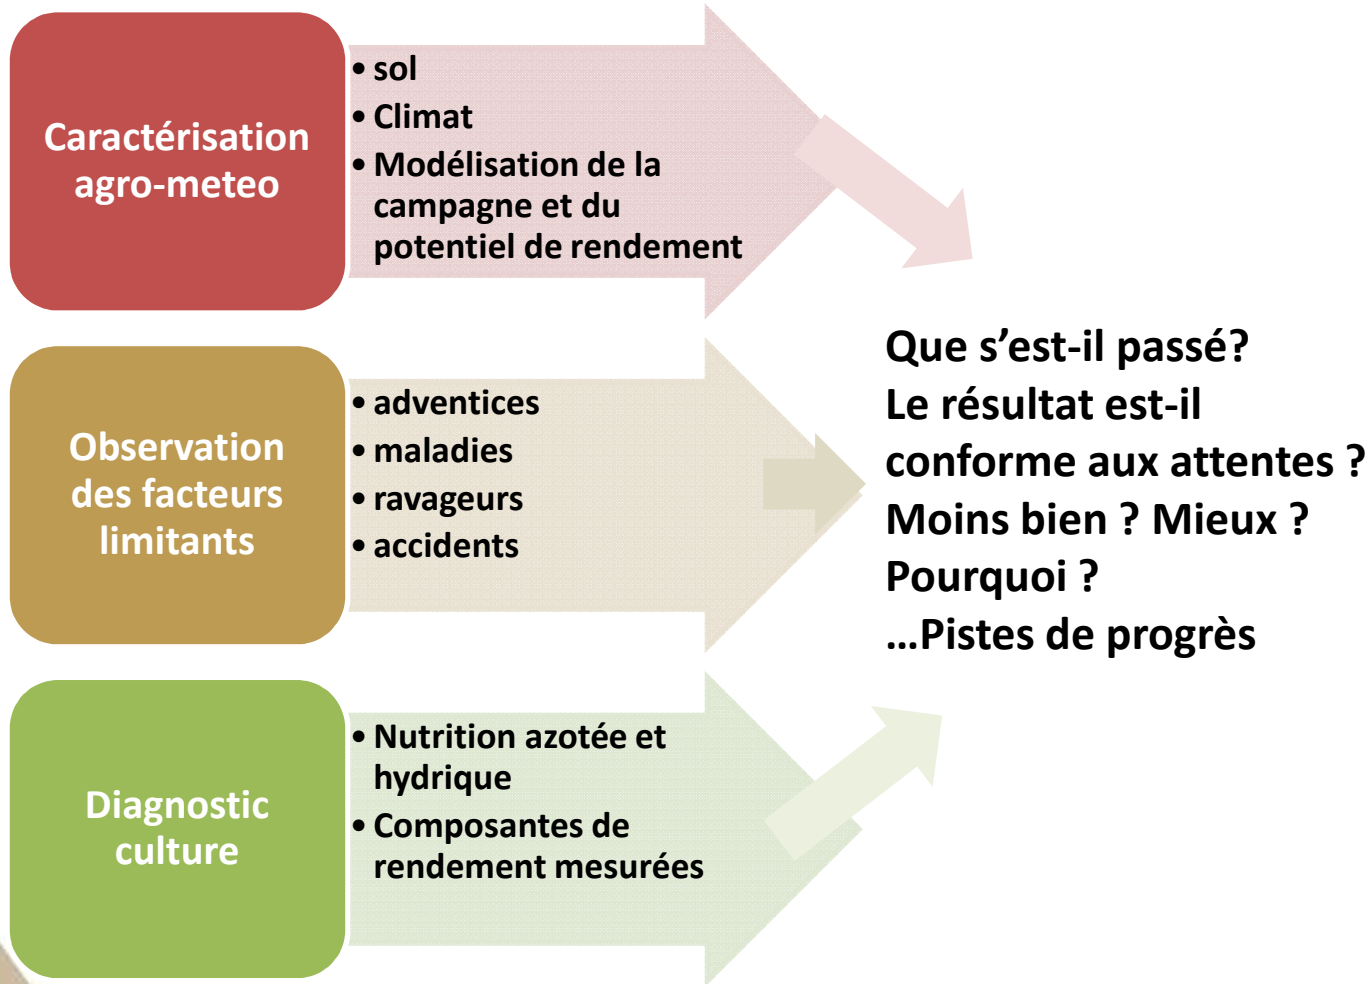 Caractérisation
agro-meteo
• sol
• Climat
• Modélisation de la
campagne et du
potentiel de rendement
Observation
des facteurs
limitants
• adventices
• maladies
• ravageurs
• accidents
Diagnostic
culture
• Nutrition azotée et
hydrique
• Composantes de
rendement mesurées
Que s’est-il passé?
Le résultat est-il
conforme aux attentes ?
Moins bien ? Mieux ?
Pourquoi ?
...Pistes de progrès